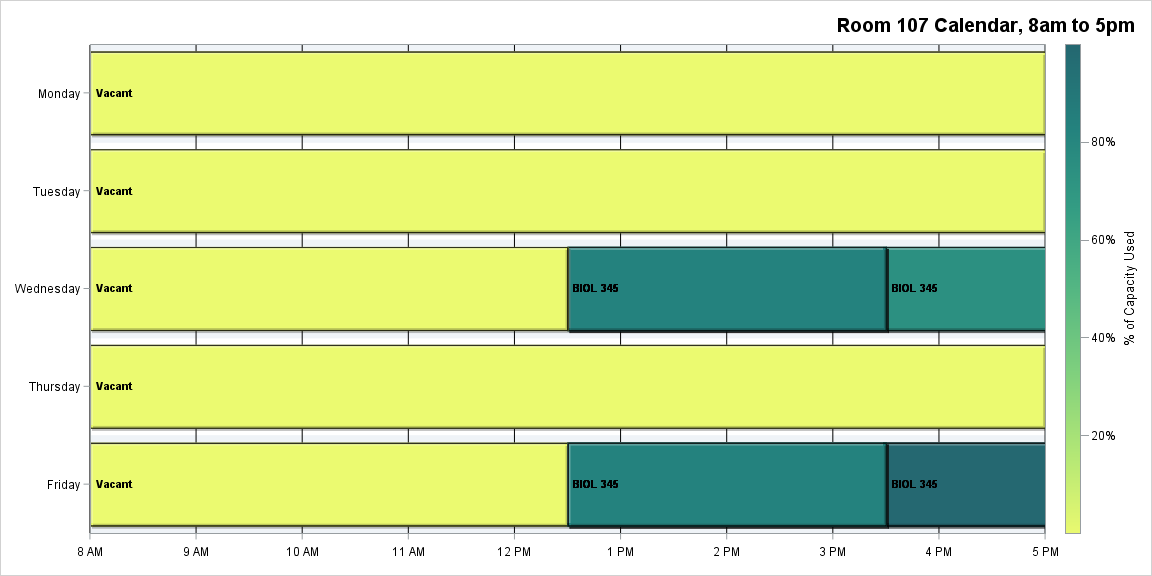 Room 107 Calendar, 8am to 5pm
Monday
Vacant
Tuesday
Vacant
Wednesday
Vacant
BIOL 345
BIOL 345
Thursday
Vacant
Friday
Vacant
BIOL 345
BIOL 345
8 AM 9 AM 10 AM 11 AM 12 PM 1 PM 2 PM 3 PM 4 PM 5 PM
80%
60%
40%
20%
% of Capacity Used